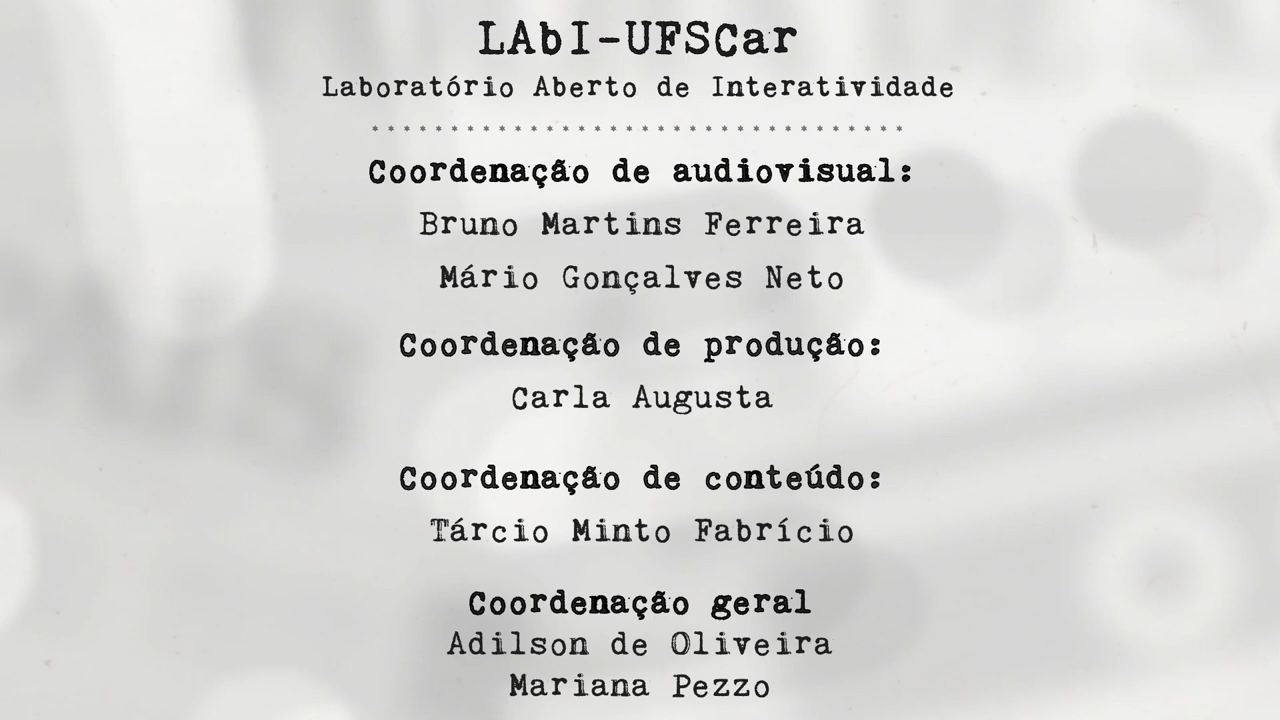 LAbI-UFSCar
Laboratório Aberto de Interatividade
Coordenação de audiovisual:
Bruno Martins Ferreira
Mário Gonçalves Neto
Coordenação de produção:
Carla Augusta
Coordenação de conteúdo:
Tárcio Minto Fabrício
Coordenação geral
Adilson de Oliveira
Mariana Pezzo